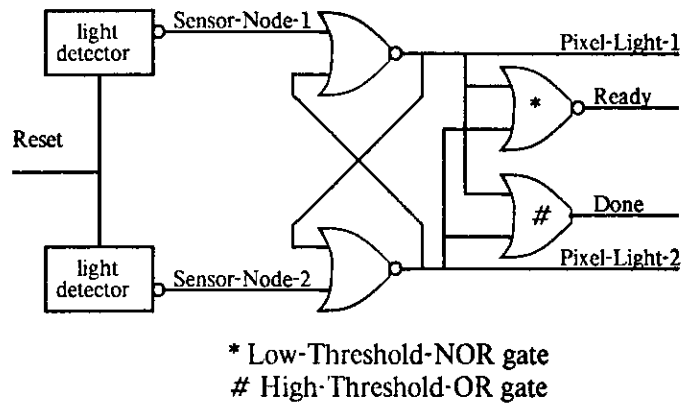 light
detector
Sensor-Node-1
Pixel-Light-1
*
Ready
Reset
#
Done
light
detector
Sensor-Node-2
Pixel-Light-2
* Low-Threshold-NOR gate
# High-Threshold-OR gate